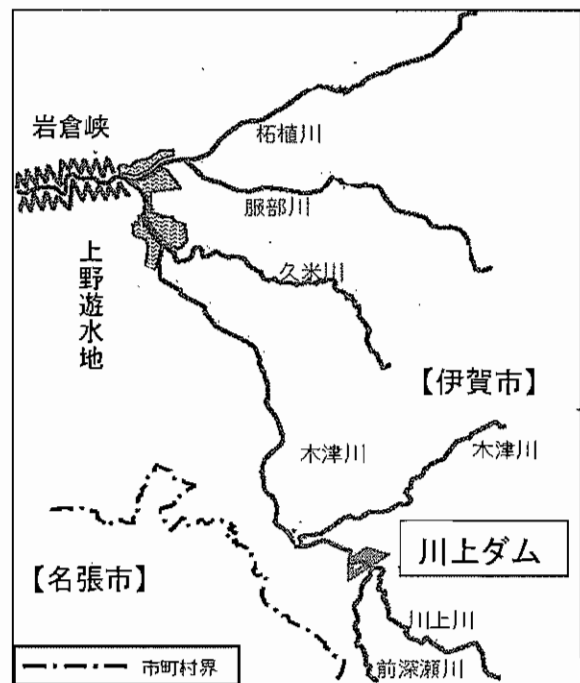 岩倉峡
柘植川
服部川
上野遊水地
久米川
【伊賀市】
木津川
木津川
【名張市】
川上ダム
川上川
前深瀬川
市町村界